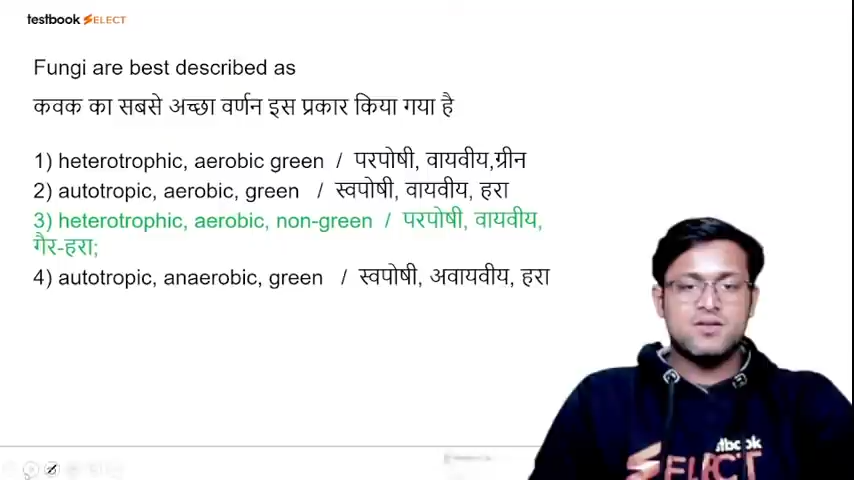 testbook SELECT
Fungi are best described as
कवक का सबसे अच्छा वर्णन इस प्रकार किया गया है
1) heterotrophic, aerobic green / परपोषी, वायवीय,ग्रीन
2) autotropic, aerobic, green / स्वपोषी, वायवीय, हरा
3) heterotrophic, aerobic, non-green / परपोषी, वायवीय,
गैर-हरा;
4) autotropic, anaerobic, green / स्वपोषी, अवायवीय, हरा
SELECT